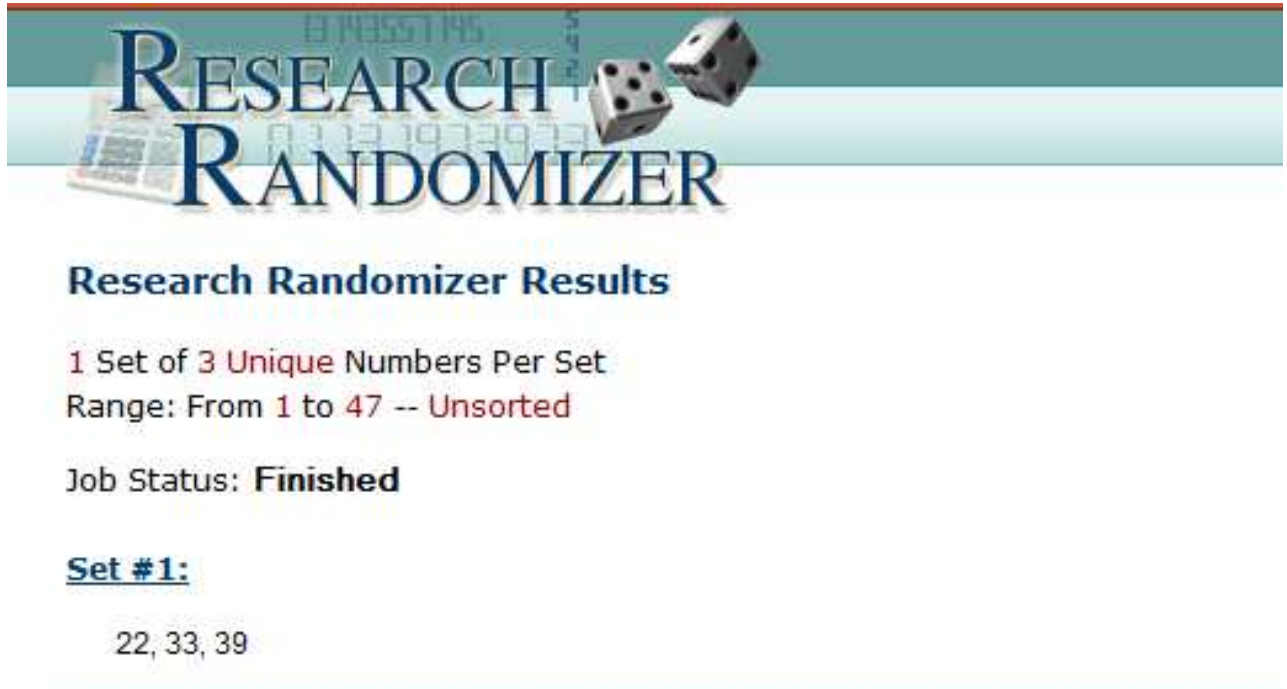 RESEARCH
RANDOMIZER
Research Randomizer Results
1 Set of 3 Unique Numbers Per Set
Range: From 1 to 47 -- Unsorted
Job Status: Finished
Set #1:
22, 33, 39